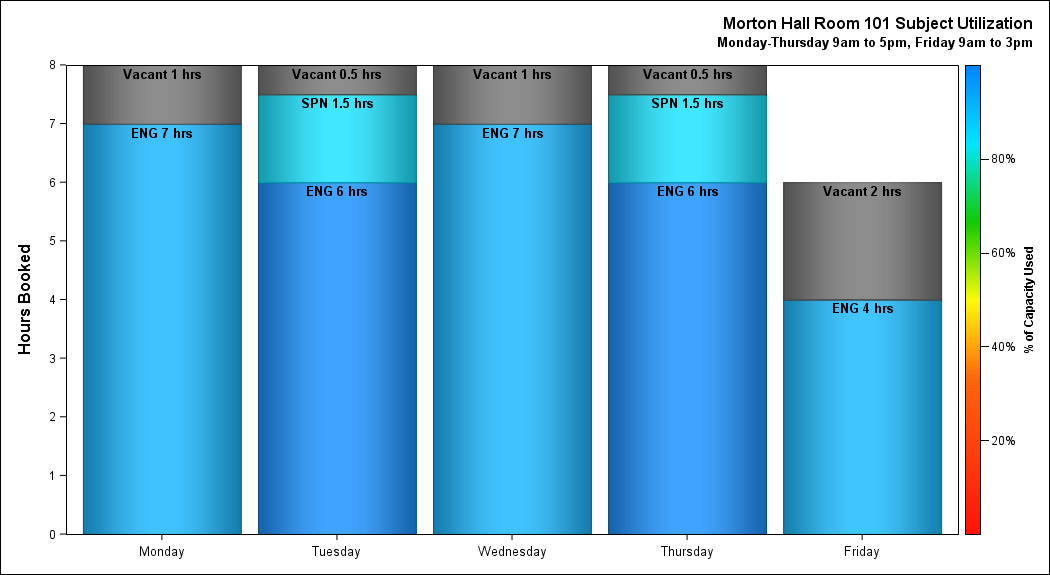 Morton Hall Room 101 Subject Utilization
Monday-Thursday 9am to 5pm, Friday 9am to 3pm
Hours Booked
8
7
6
5
4
3
2
1
0
Vacant 1 hrs
ENG 7 hrs
Vacant 0.5 hrs
SPN 1.5 hrs
ENG 6 hrs
Vacant 1 hrs
ENG 7 hrs
Vacant 0.5 hrs
SPN 1.5 hrs
ENG 6 hrs
Vacant 2 hrs
ENG 4 hrs
Monday
Tuesday
Wednesday
Thursday
Friday
80%
60%
40%
20%
% of Capacity Used